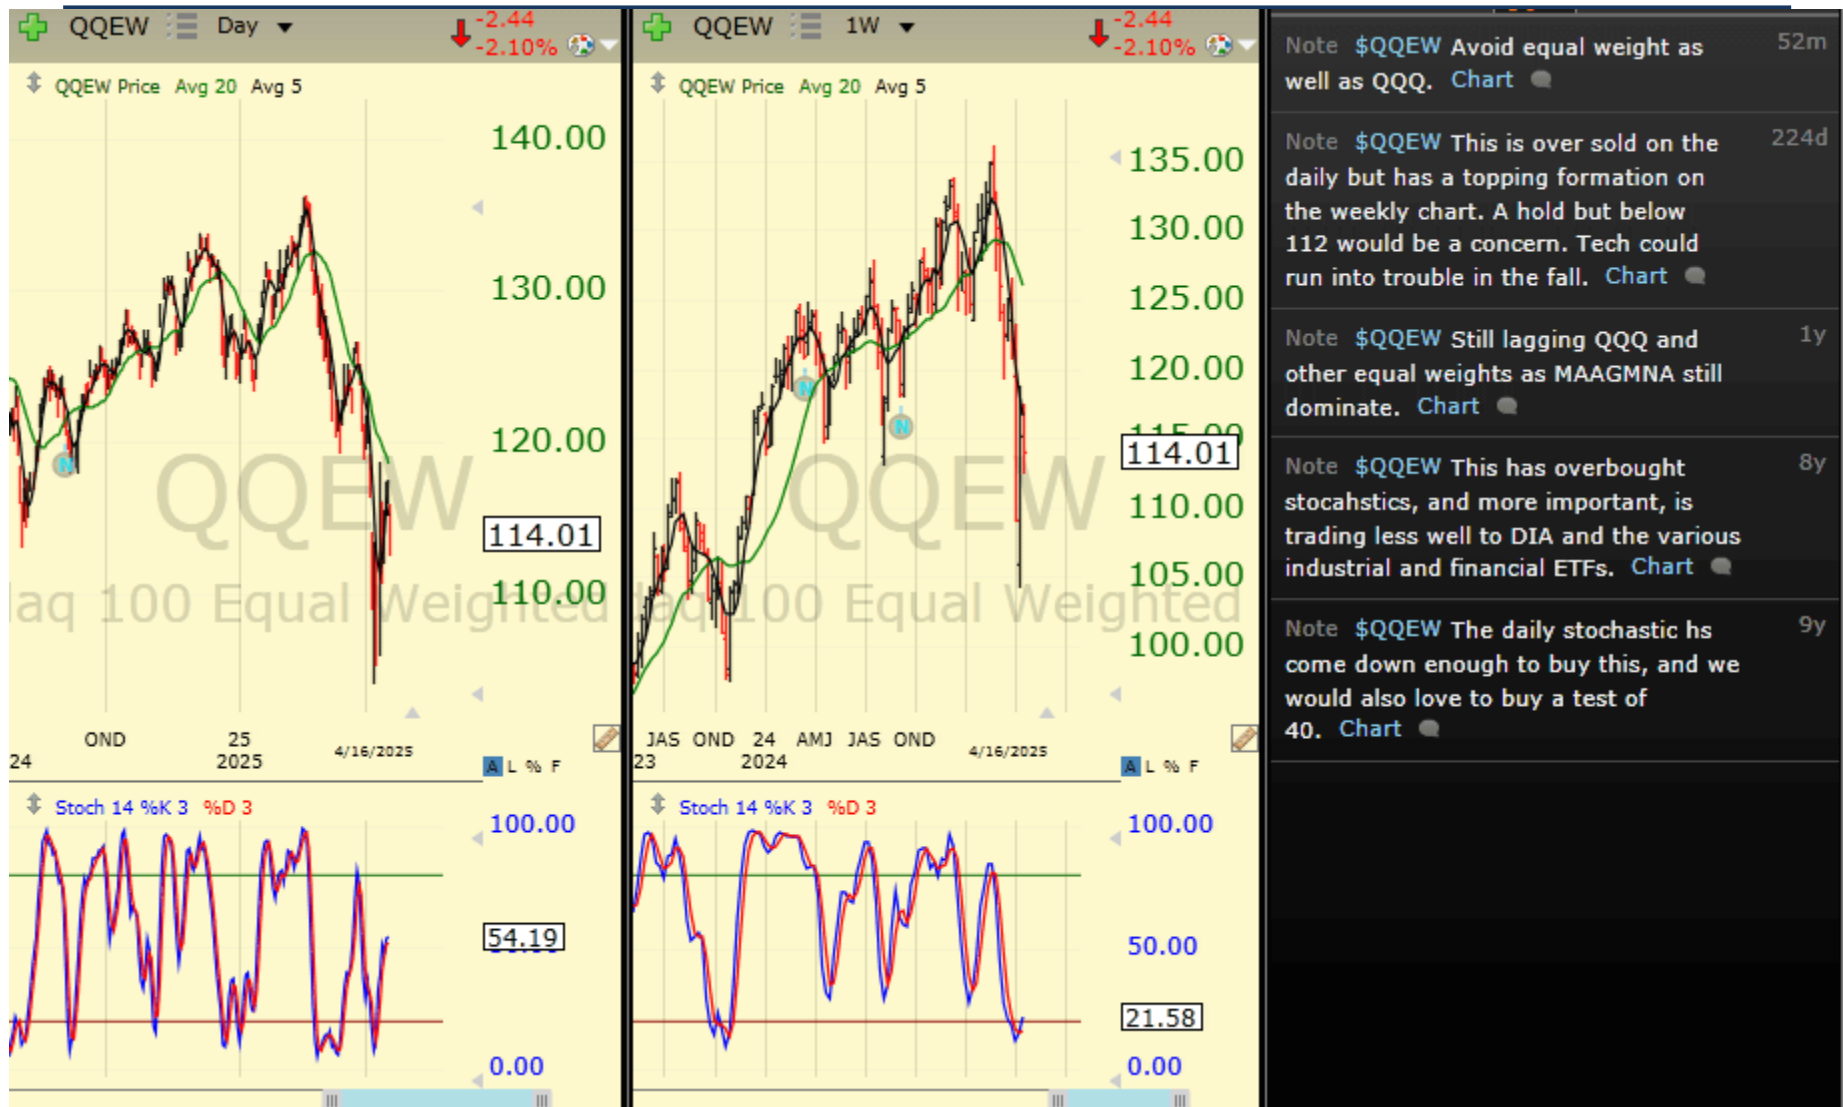 QQEW Day
-2.44
-2.10%
QQEW Price Avg 20 Avg 5
140.00
130.00
120.00
114.01
110.00
QQEW
aq 100 Equal Weighted
OND 25
24 2025 4/16/2025
A L % F
Stoch 14 %K 3 %D 3
100.00
54.19
0.00
QQEW 1W
-2.44
-2.10%
QQEW Price Avg 20 Avg 5
135.00
130.00
125.00
120.00
115.00
114.01
110.00
105.00
100.00
QQEW
daq 100 Equal Weighted
N
N
N
JAS OND 24 AMJ JAS OND
23 2024 4/16/2025
A L % F
Stoch 14 %K 3 %D 3
100.00
50.00
21.58
0.00
Note $QQEW Avoid equal weight as 52m
well as QQQ. Chart
Note $QQEW This is over sold on the 224d
daily but has a topping formation on
the weekly chart. A hold but below
112 would be a concern. Tech could
run into trouble in the fall. Chart
Note $QQEW Still lagging QQQ and 1y
other equal weights as MAAGMNA still
dominate. Chart
Note $QQEW This has overbought 8y
stocahstics, and more important, is
trading less well to DIA and the various
industrial and financial ETFs. Chart
Note $QQEW The daily stochastic hs 9y
come down enough to buy this, and we
would also love to buy a test of
40. Chart